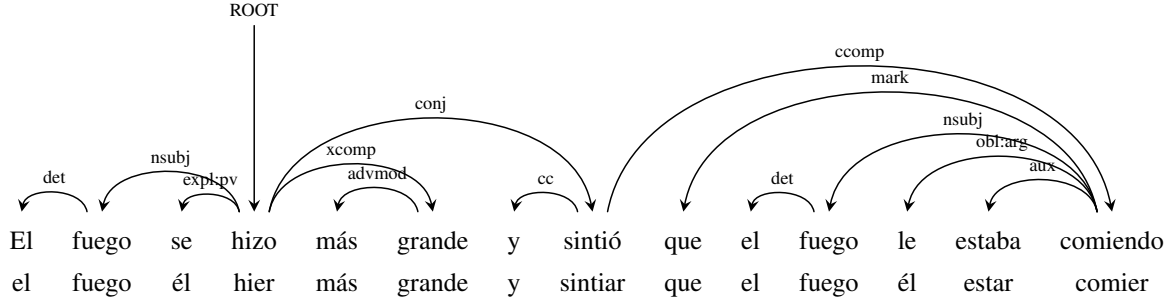 ROOT
ccomp
mark
conj
nsubj
obl:arg
xcomp
nsubj
advmod
aux
det
expl:pv
cc
det
El fuego se hizo más grande y sintió que el fuego le estaba comiendo
el fuego él hier más grande y sintiar que el fuego él estar comier